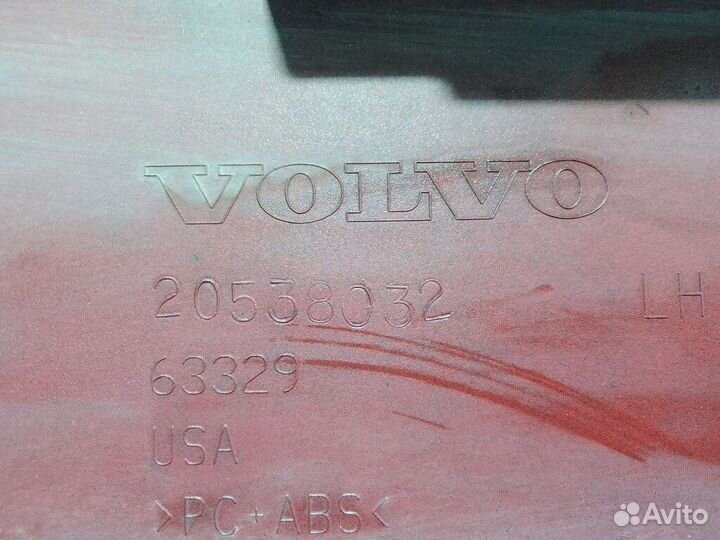 VOLVO
20538032 LH
63329
USA
>PC+ABS<
Avito